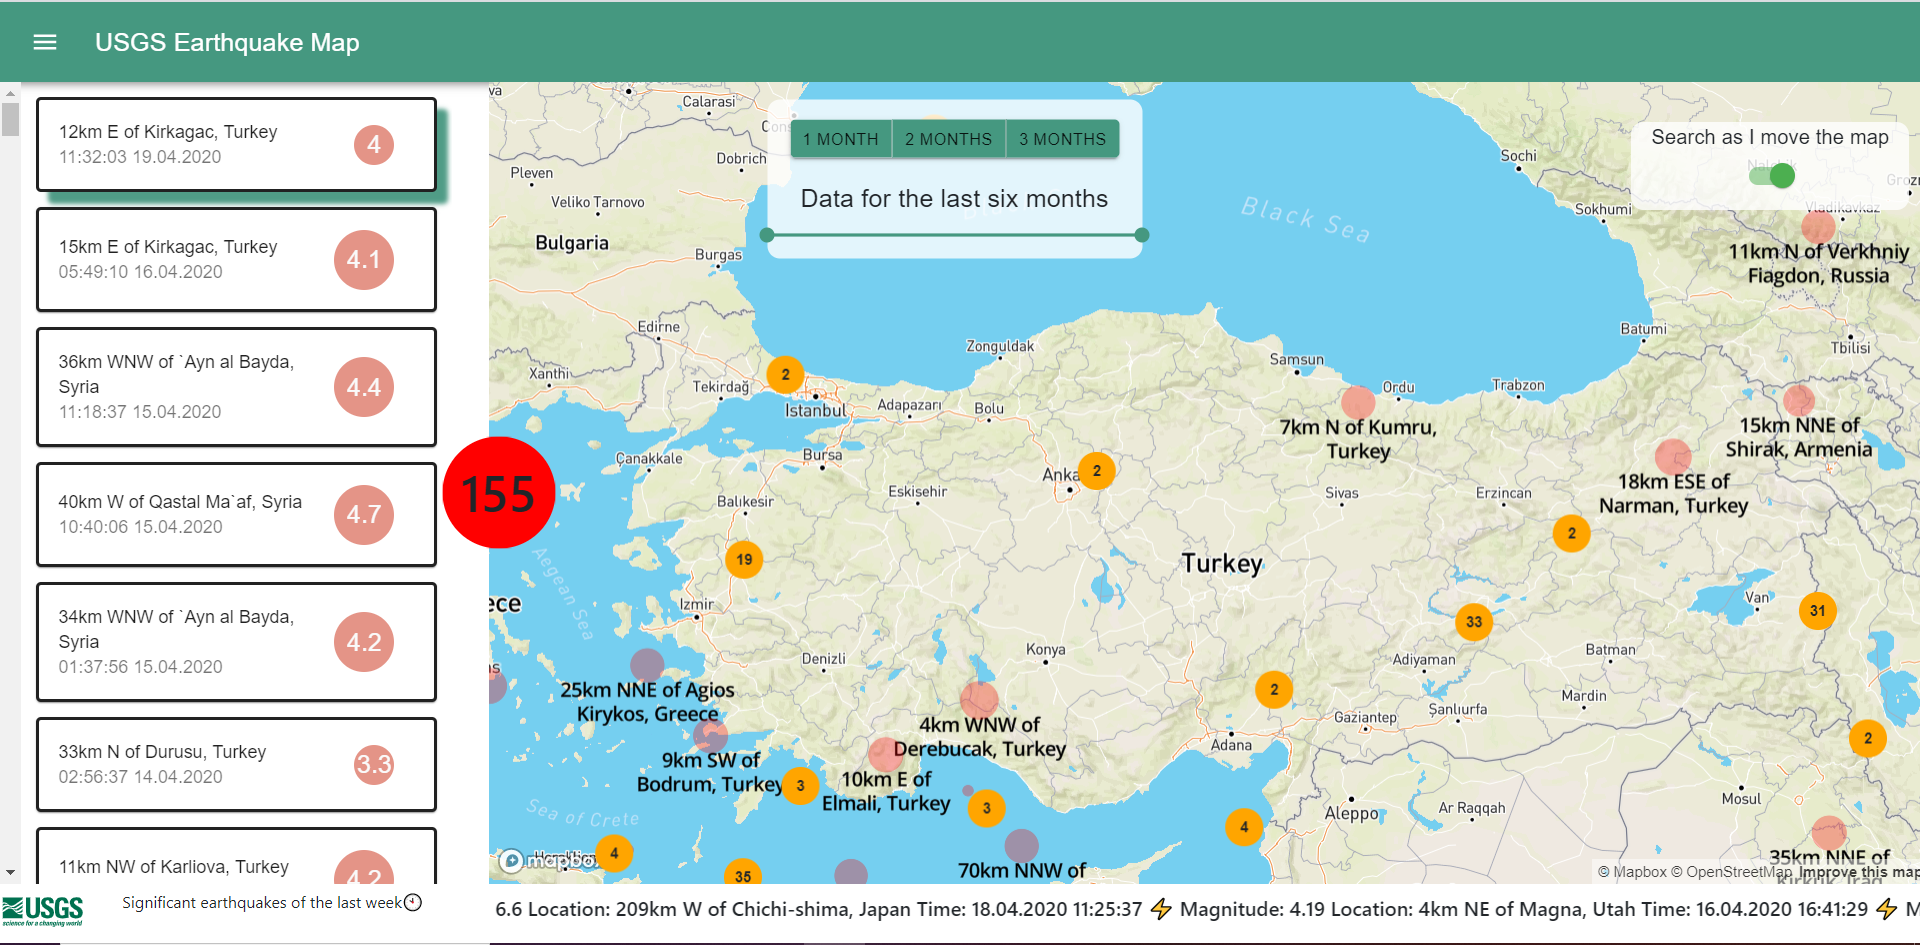 USGS Earthquake Map
12km E of Kirkagac, Turkey
11:32:03 19.04.2020
4
15km E of Kirkagac, Turkey
05:49:10 16.04.2020
4.1
36km WNW of `Ayn al Bayda,
Syria
11:18:37 15.04.2020
4.4
40km W of Qastal Ma`af, Syria
10:40:06 15.04.2020
4.7
34km WNW of `Ayn al Bayda,
Syria
01:37:56 15.04.2020
4.2
33km N of Durusu, Turkey
02:56:37 14.04.2020
3.3
11km NW of Karliova, Turkey
4.2
155
1 MONTH
2 MONTHS
3 MONTHS
Data for the last six months
Search as I move the map
Calarasi
Dobrich
Pleven
Veliko Tarnovo
Bulgaria
Burgas
Black Sea
Sochi
Sokhumi
Vladikavkaz
11km N of Verkhniy
Fiagdon, Russia
Edirne
Zonguldak
Batumi
Tbilisi
Xanthi
Tekirdağ
2
Istanbul
Adapazarı
Bolu
Samsun
Ordu
Trabzon
7km N of Kumru,
Turkey
15km NNE of
Shirak, Armenia
Çanakkale
Bursa
Anka
2
18km ESE of
Narman, Turkey
Balıkesir
Eskisehir
Sivas
Erzincan
2
19
Aegean Sea
Turkey
ece
Izmir
Van
31
33
Denizli
Konya
Adiyaman
Batman
25km NNE of Agios
Kirykos, Greece
2
Mardin
Gaziantep
Şanlıurfa
4km WNW of
Derebucak, Turkey
Adana
2
9km SW of
Bodrum, Turkey
3
10km E of
Elmali, Turkey
3
Sea of Crete
4
Aleppo
Ar Raqqah
Mosul
4
35
70km NNW of
35km NNE of
Kirkuk, Iraq
mapbox
© Mapbox © OpenStreetMap Improve this map
USGS
science for a changing world
Significant earthquakes of the last week
6.6 Location: 209km W of Chichi-shima, Japan Time: 18.04.2020 11:25:37 ⚡ Magnitude: 4.19 Location: 4km NE of Magna, Utah Time: 16.04.2020 16:41:29 ⚡ M